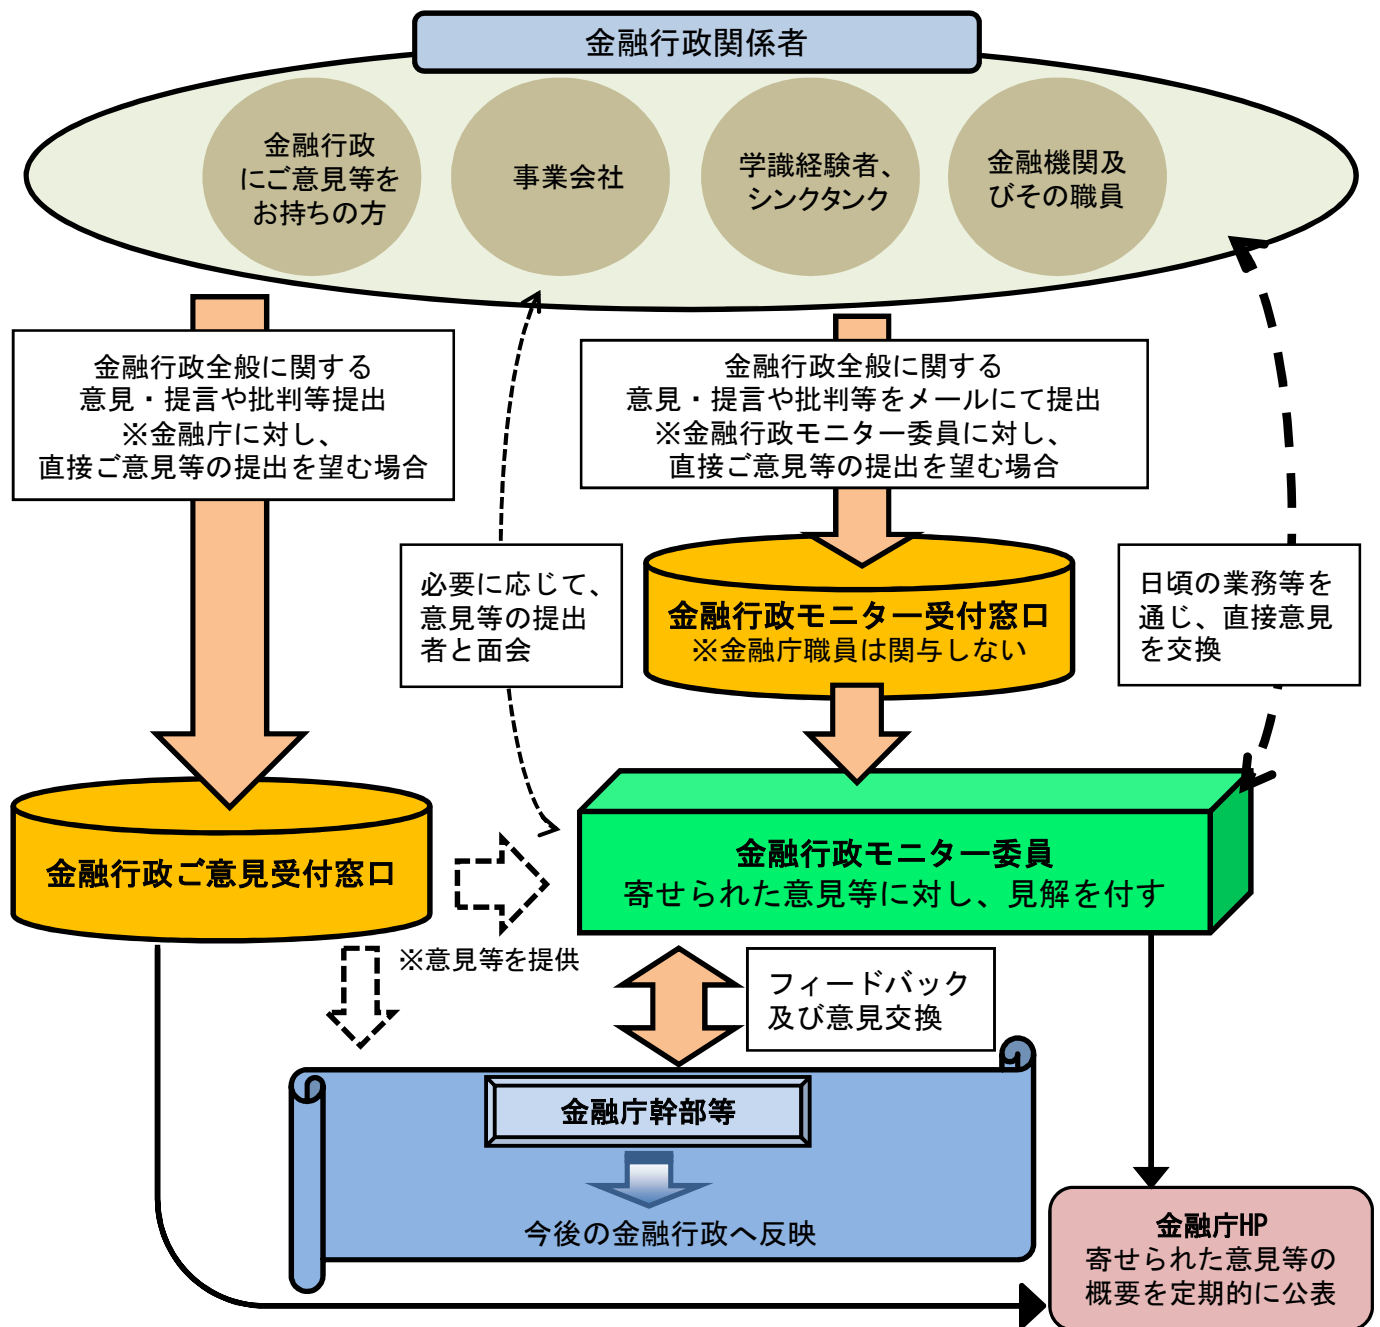 金融行政関係者
金融行政
にご意見等を
お持ちの方
事業会社
学識経験者、
シンクタンク
金融機関及
びその職員
金融行政全般に関する
意見・提言や批判等提出
※金融庁に対し、
直接ご意見等の提出を望む場合
金融行政全般に関する
意見・提言や批判等をメールにて提出
※金融行政モニター委員に対し、
直接ご意見等の提出を望む場合
必要に応じて、
意見等の提出
者と面会
金融行政モニター受付窓口
※金融庁職員は関与しない
日頃の業務等を
通じ、直接意見
を交換
金融行政ご意見受付窓口
金融行政モニター委員
寄せられた意見等に対し、見解を付す
※意見等を提供
フィードバック
及び意見交換
金融庁幹部等
今後の金融行政へ反映
金融庁HP
寄せられた意見等の
概要を定期的に公表